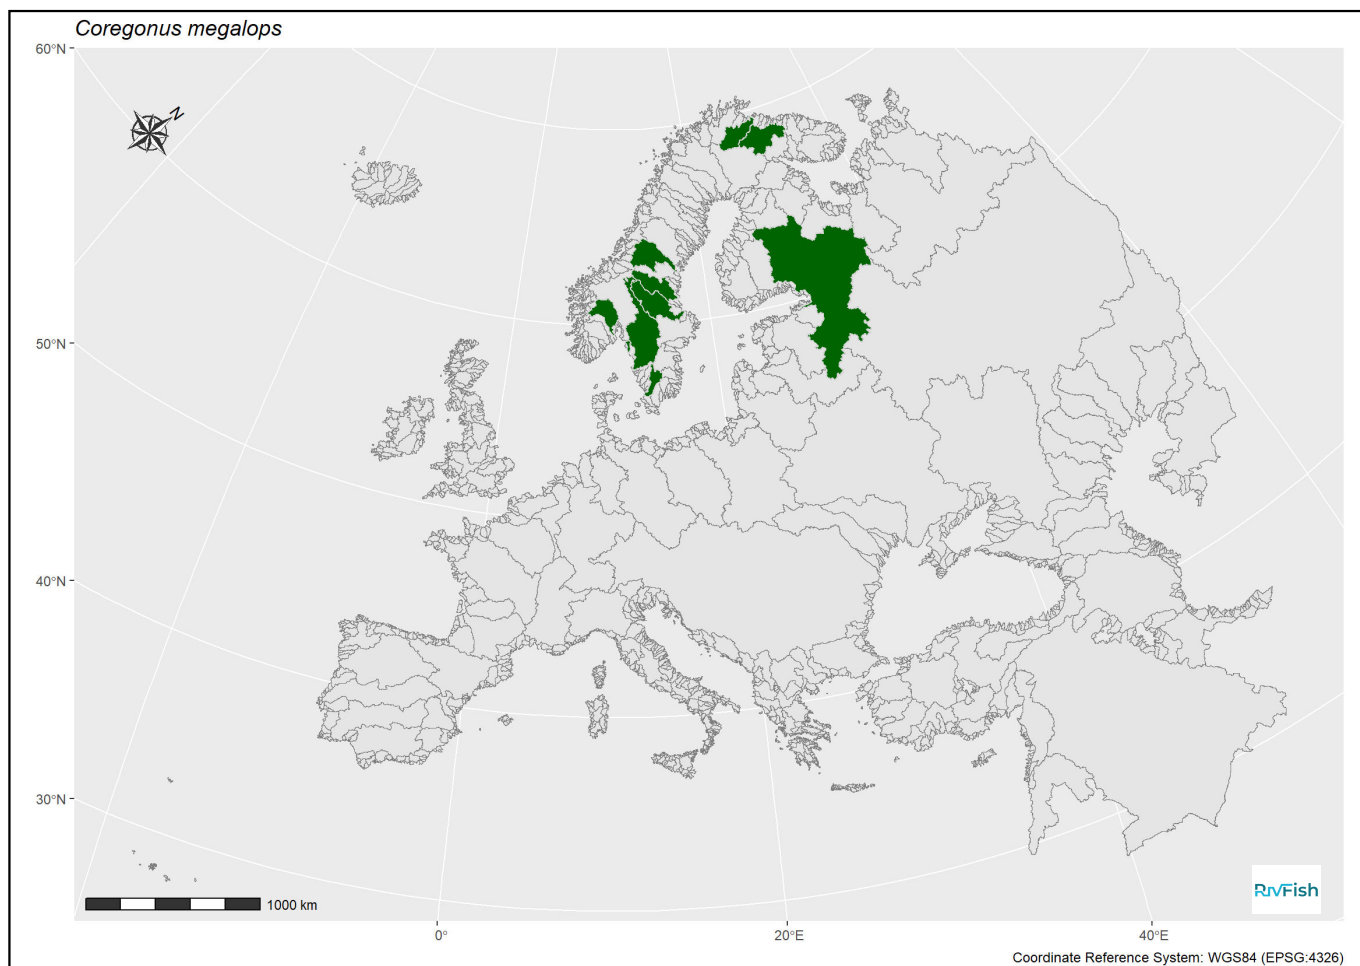 Coregonus megalops
60°N
N
50°N
40°N
30°N
1000 km
RivFish
0°
20°E
40°E
Coordinate Reference System: WGS84 (EPSG:4326)